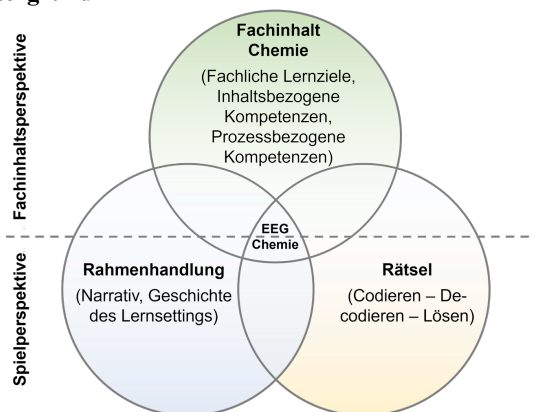 Fachinhaltsperspektive
Fachinhalt
Chemie
(Fachliche Lernziele,
Inhaltsbezogene
Kompetenzen,
Prozessbezogene
Kompetenzen)
EEG
Chemie
Spielperspektive
Rahmenhandlung
(Narrativ, Geschichte
des Lernsettings)
Rätsel
(Codieren – De-
codieren – Lösen)